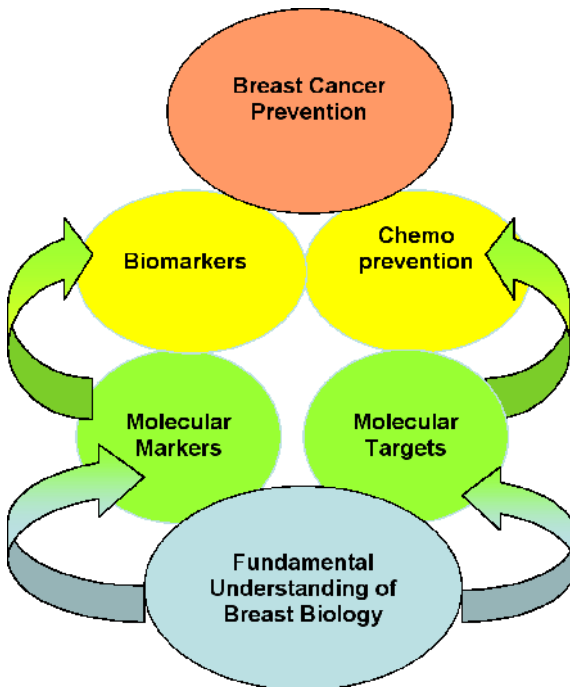 Breast Cancer
Prevention
Biomarkers
Chemo
prevention
Molecular
Markers
Molecular
Targets
Fundamental
Understanding of
Breast Biology